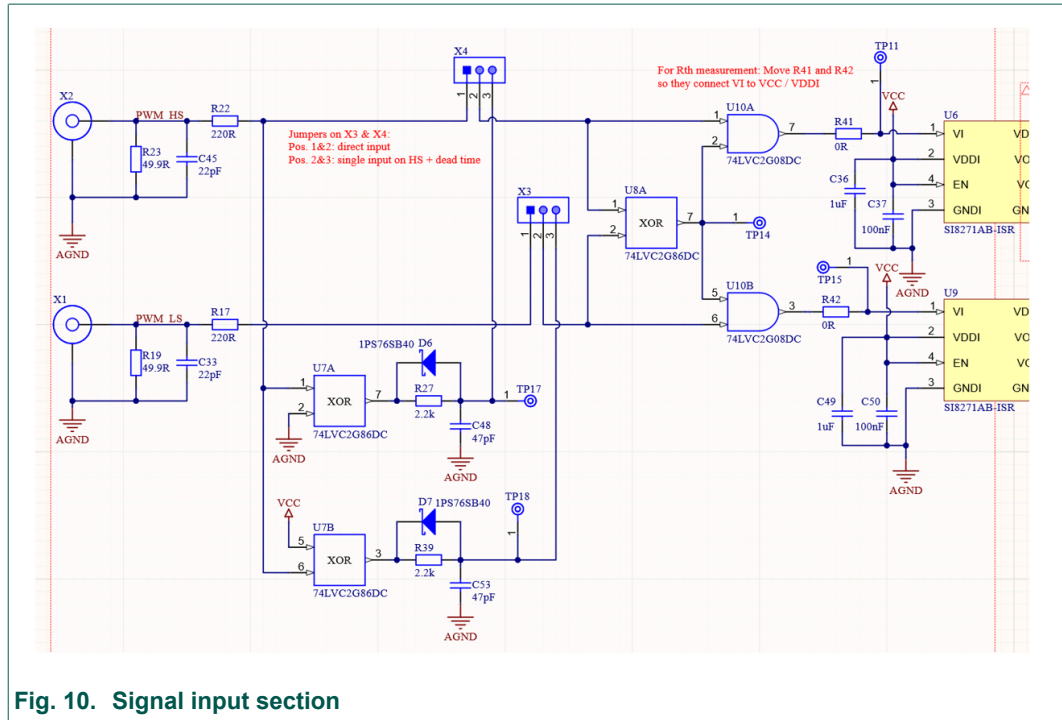 X4
TP11
1
For Rth measurement: Move R41 and R42
so they connect VI to VCC / VDDI
VCC
X2
PWM_HS
R22
220R
1 2 3
U10A
1
2
7
74LVC2G08DC
R41
0R
U6
1 VI VD
2 VDDI VO
4 EN VO
3 GNDI GN
SI8271AB-ISR
R23
49.9R
C45
22pF
Jumpers on X3 & X4:
Pos. 1&2: direct input
Pos. 2&3: single input on HS + dead time
C36
1uF
C37
100nF
X3
1 2 3
U8A
1
2
XOR
7
74LVC2G86DC
1
TP14
AGND
AGND
1
TP15
VCC
X1
PWM_LS
R17
220R
U10B
5
6
3
74LVC2G08DC
R42
0R
U9
1 VI VD
2 VDDI VO
4 EN VO
3 GNDI GN
SI8271AB-ISR
R19
49.9R
C33
22pF
1PS76SB40 D6
U7A
1
2
XOR
7
74LVC2G86DC
R27
2.2k
1
TP17
C48
47pF
C49
1uF
C50
100nF
AGND
AGND
AGND
AGND
VCC
D7 1PS76SB40
TP18
1
U7B
5
6
XOR
3
74LVC2G86DC
R39
2.2k
C53
47pF
AGND
Fig. 10. Signal input section